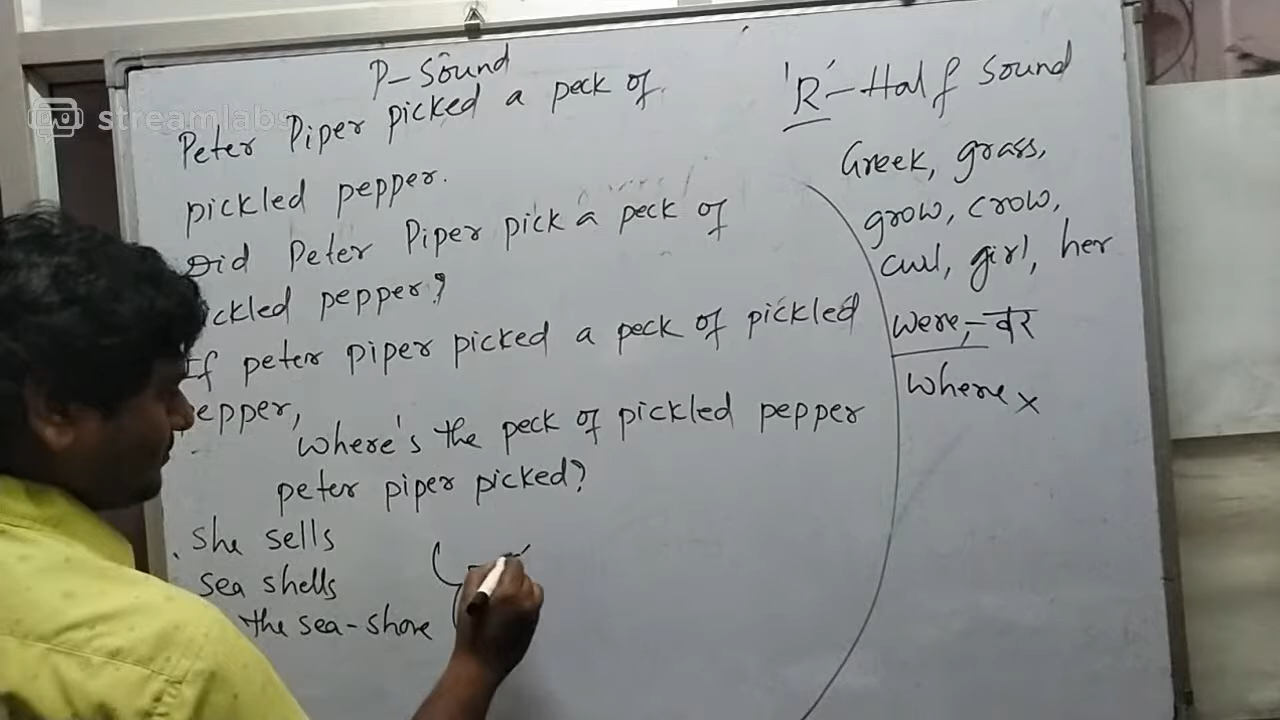 streamlabs
P-Sound
Peter Piper picked a peck of
pickled pepper.
Did Peter Piper pick a peck of
ickled pepper?
If peter piper picked a peck of pickled
epper,
where's the peck of pickled pepper
peter piper picked?
She sells
sea shells
the sea-shore
'R'-Half Sound
Greek, grass,
grow, crow,
curl, girl, her
were,-वर
where x